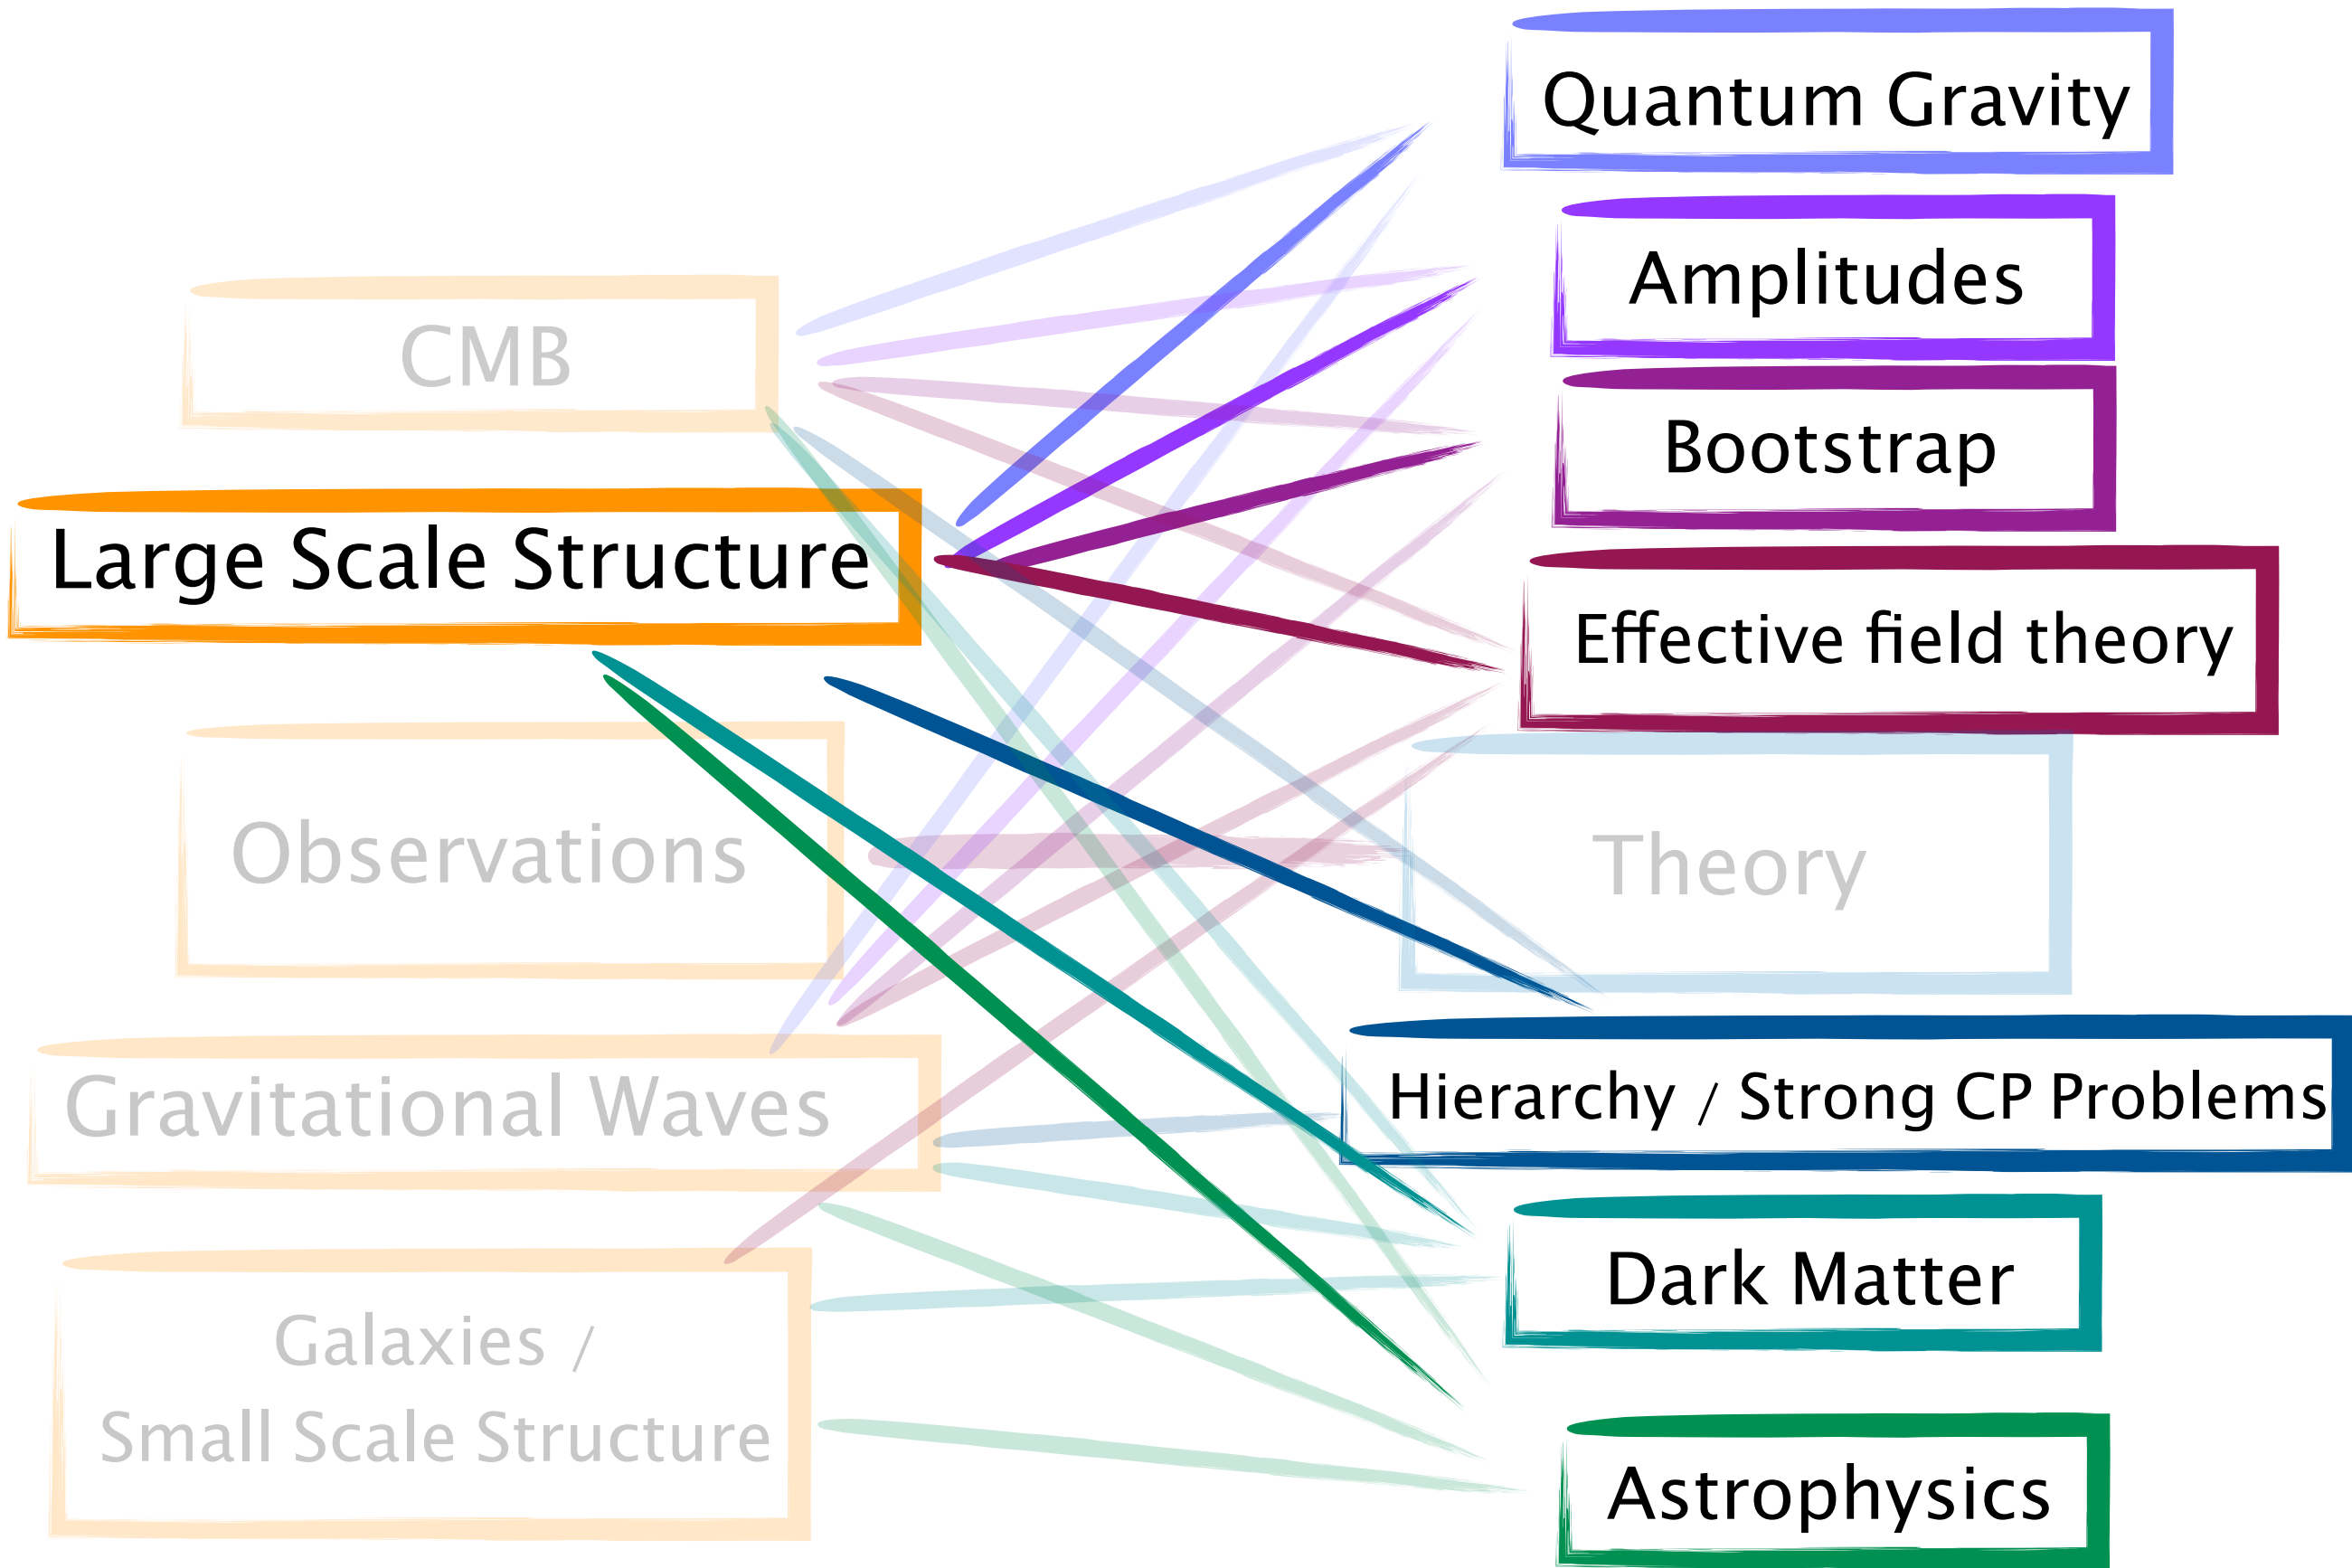 CMB
Large Scale Structure
Observations
Gravitational Waves
Galaxies /
Small Scale Structure
Quantum Gravity
Amplitudes
Bootstrap
Effective field theory
Theory
Hierarchy / Strong CP Problems
Dark Matter
Astrophysics